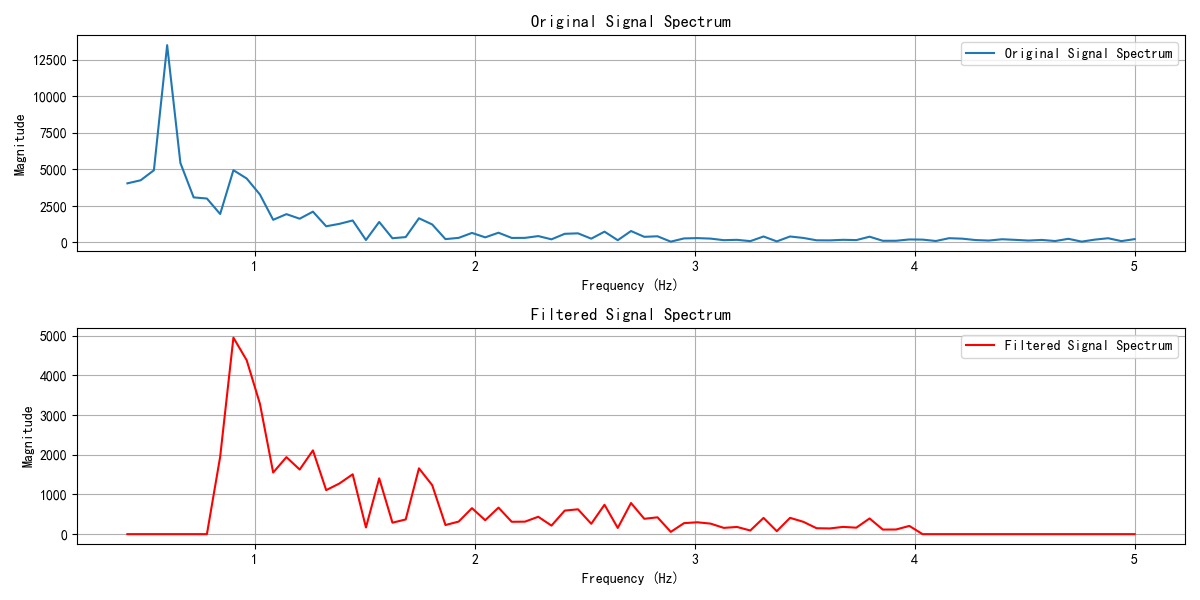 Original Signal Spectrum
Original Signal Spectrum
Magnitude
12500
10000
7500
5000
2500
0
1 2 3 4 5
Frequency (Hz)
Filtered Signal Spectrum
Filtered Signal Spectrum
Magnitude
5000
4000
3000
2000
1000
0
1 2 3 4 5
Frequency (Hz)